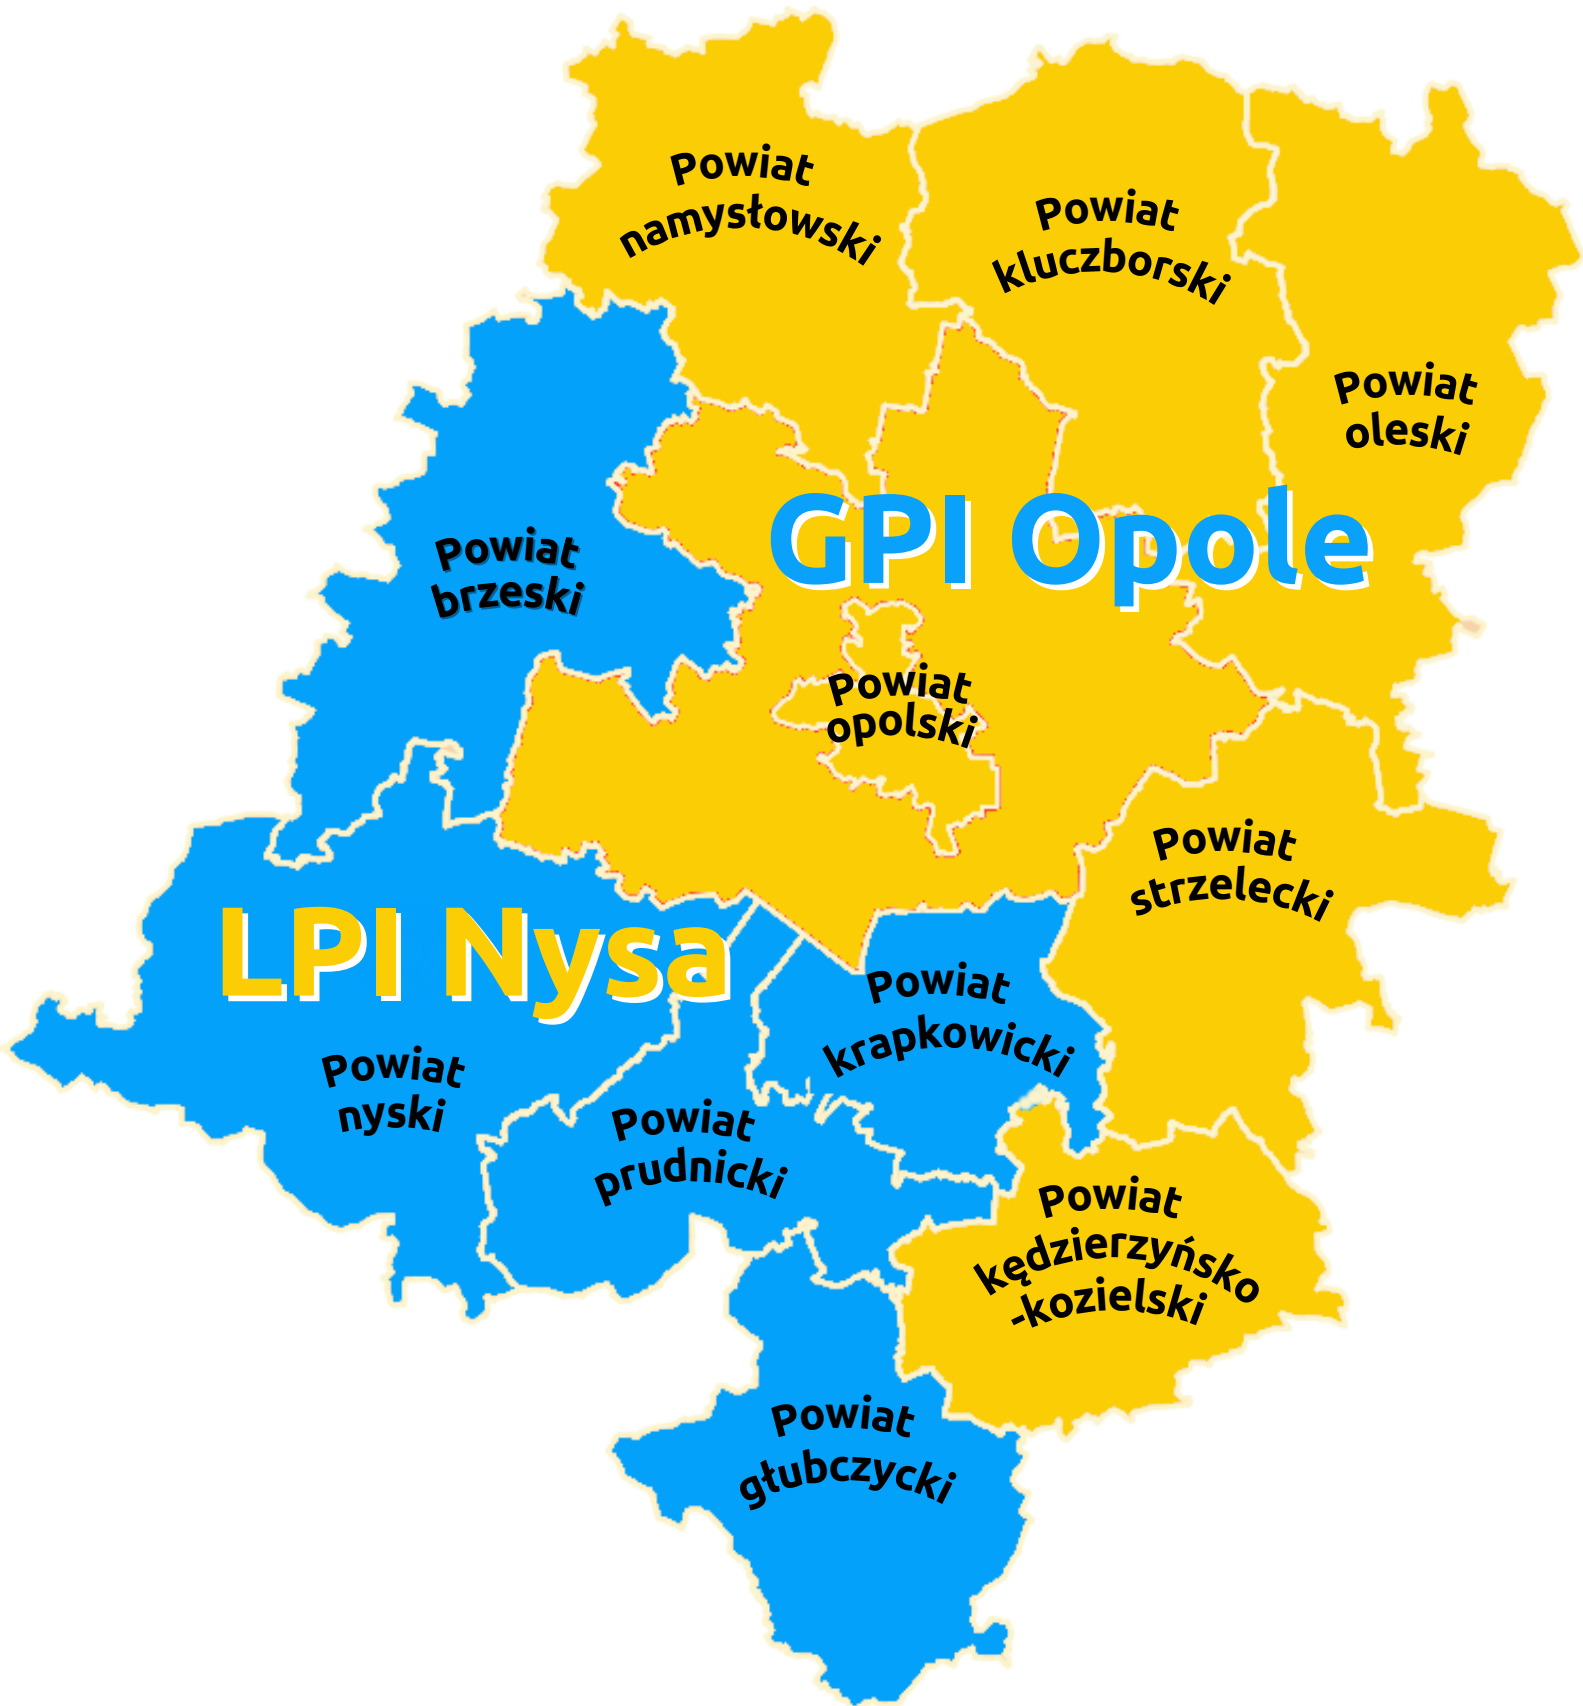 Powiat
namysłowski
Powiat
kluczborski
Powiat
oleski
GPI Opole
Powiat
brzeski
Powiat
opolski
Powiat
strzelecki
LPI Nysa
Powiat
krapkowicki
Powiat
nyski
Powiat
prudnicki
Powiat
kędzierzyńsko
-kozielski
Powiat
głubczycki